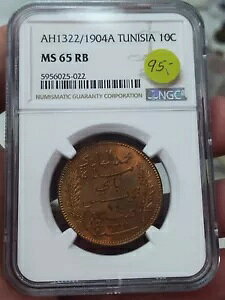 AH1322/1904A TUNISIA 10C
MS 65 RB
5956025-022
NUMISMATIC GUARANTY CORPORATION
NGC
95.-